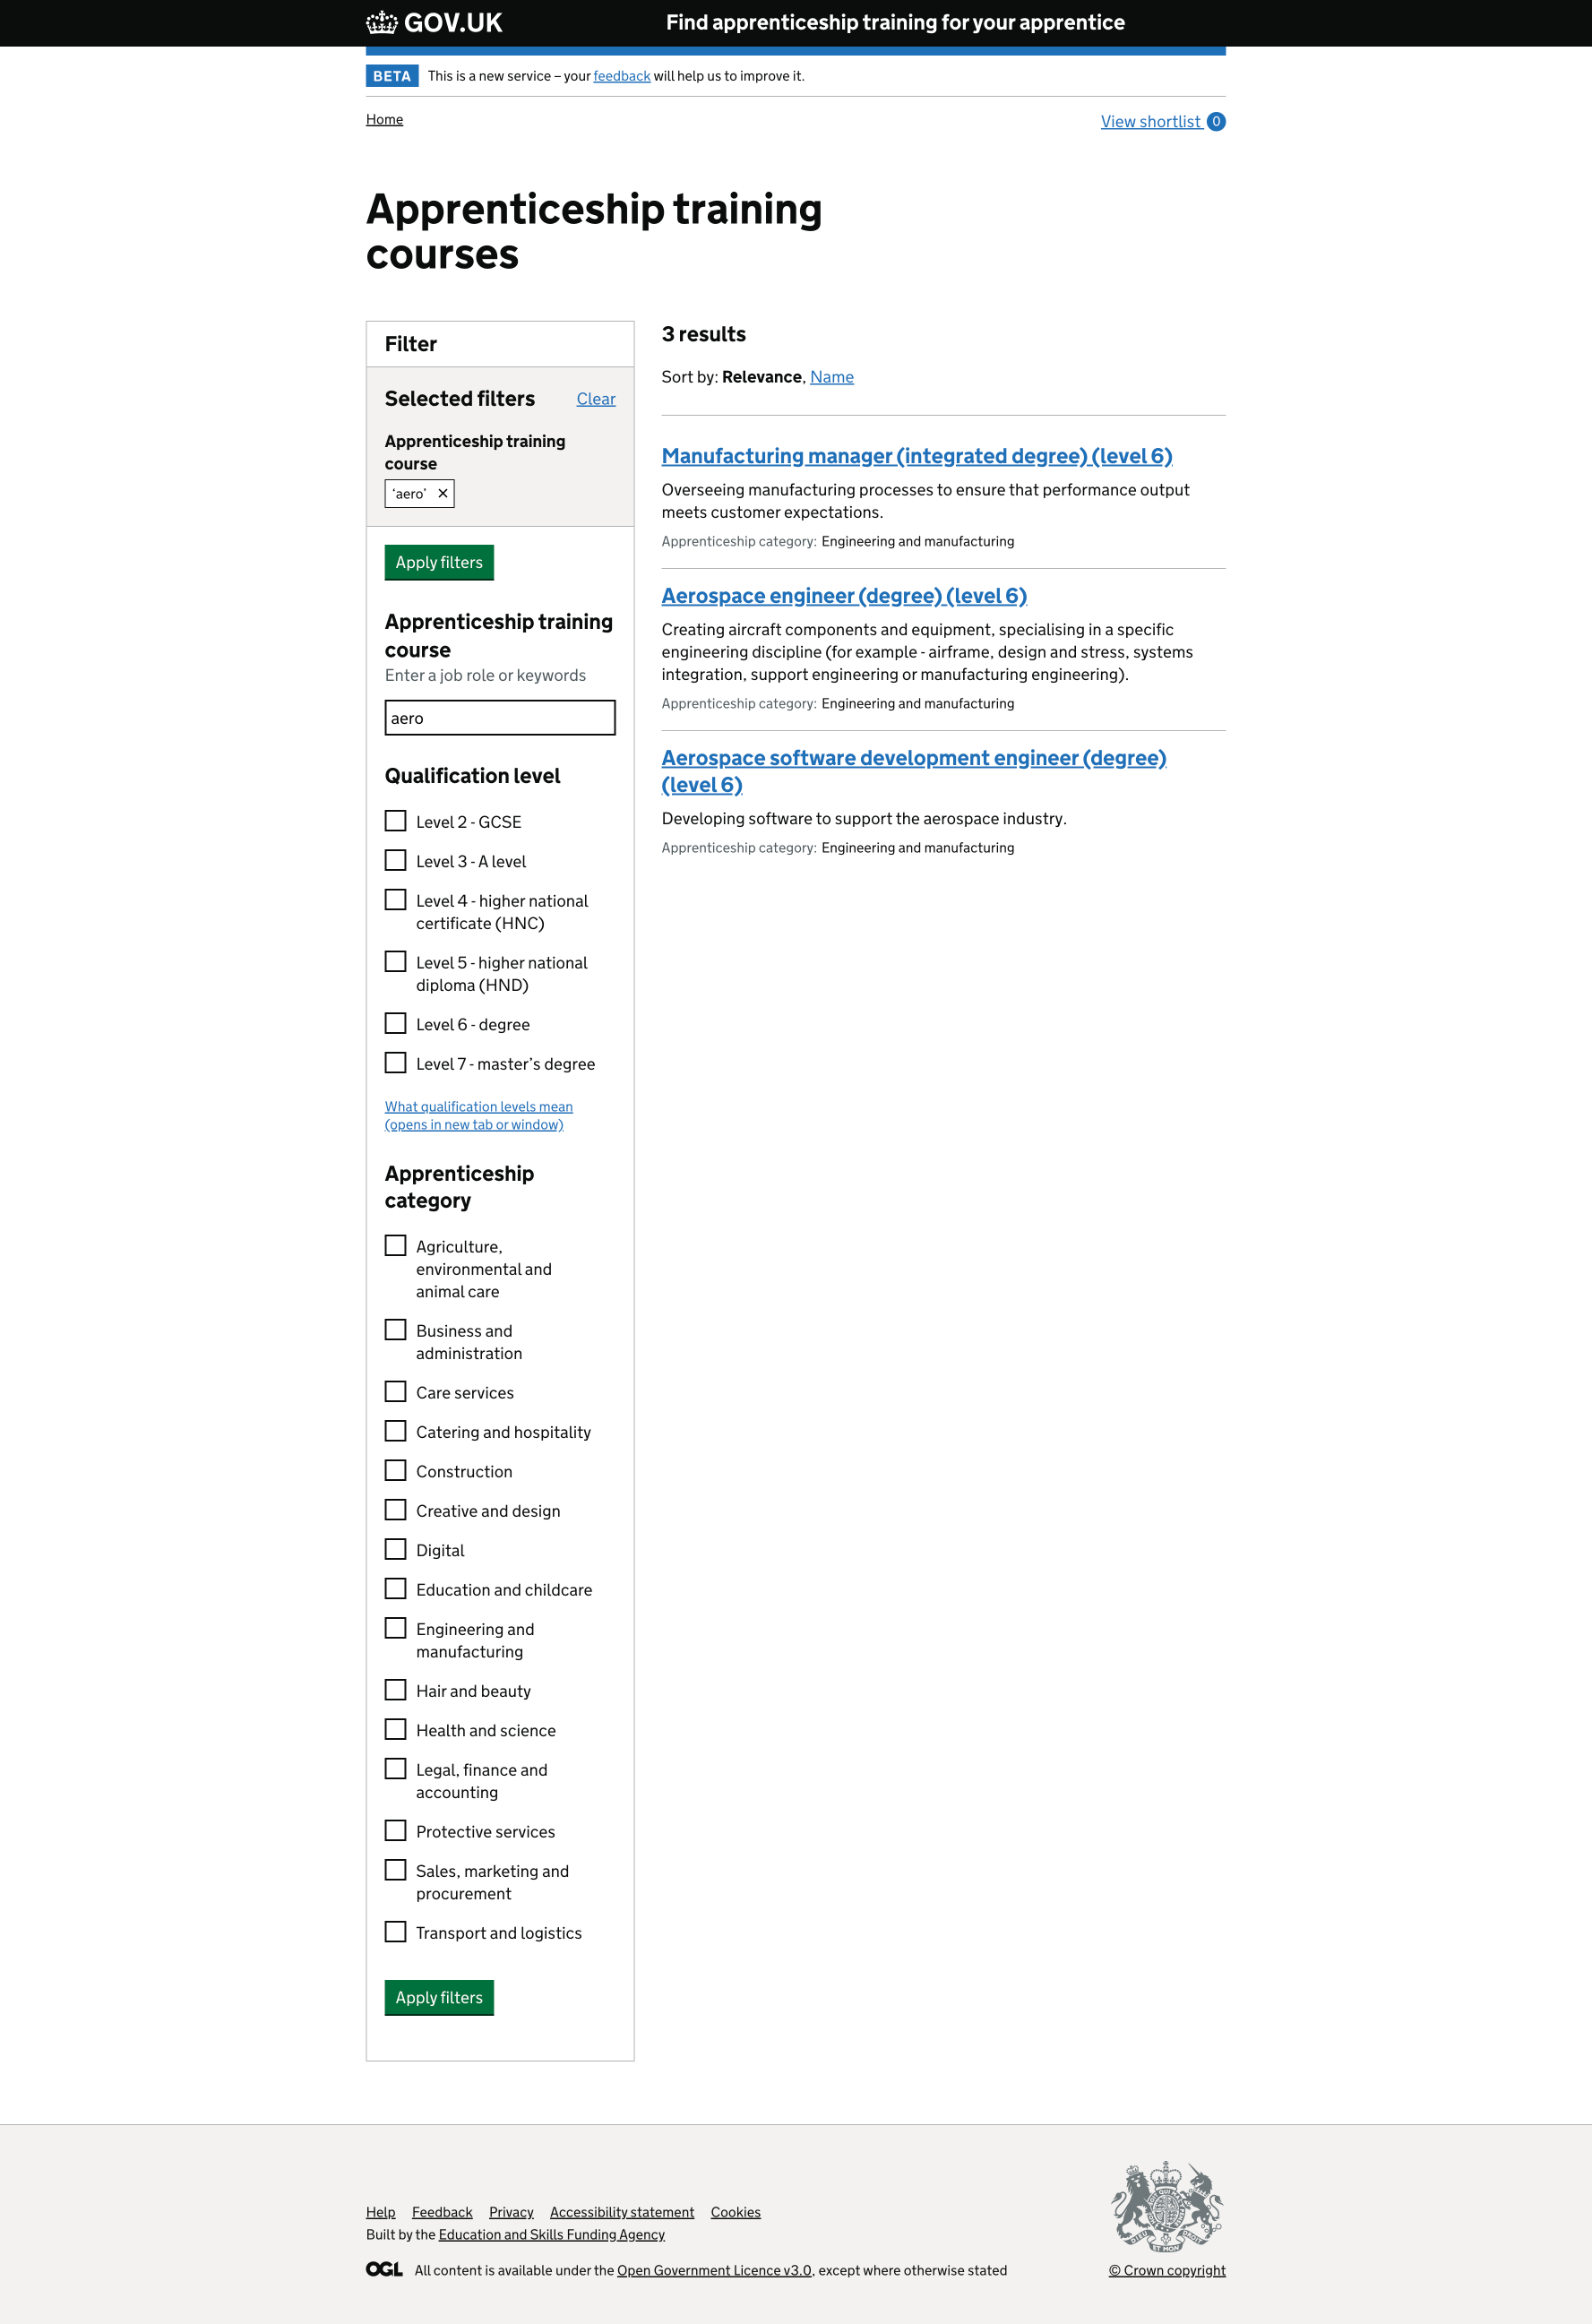 GOV.UK
Find apprenticeship training for your apprentice
BETA This is a new service – your feedback will help us to improve it.
Home
View shortlist 0
Apprenticeship training
courses
Filter
Selected filters Clear
Apprenticeship training
course
‘aero’ ✕
Apply filters
Apprenticeship training
course
Enter a job role or keywords
aero
Qualification level
Level 2 - GCSE
Level 3 - A level
Level 4 - higher national
certificate (HNC)
Level 5 - higher national
diploma (HND)
Level 6 - degree
Level 7 - master’s degree
What qualification levels mean
(opens in new tab or window)
Apprenticeship
category
Agriculture,
environmental and
animal care
Business and
administration
Care services
Catering and hospitality
Construction
Creative and design
Digital
Education and childcare
Engineering and
manufacturing
Hair and beauty
Health and science
Legal, finance and
accounting
Protective services
Sales, marketing and
procurement
Transport and logistics
Apply filters
3 results
Sort by: Relevance, Name
Manufacturing manager (integrated degree) (level 6)
Overseeing manufacturing processes to ensure that performance output
meets customer expectations.
Apprenticeship category: Engineering and manufacturing
Aerospace engineer (degree) (level 6)
Creating aircraft components and equipment, specialising in a specific
engineering discipline (for example - airframe, design and stress, systems
integration, support engineering or manufacturing engineering).
Apprenticeship category: Engineering and manufacturing
Aerospace software development engineer (degree)
(level 6)
Developing software to support the aerospace industry.
Apprenticeship category: Engineering and manufacturing
Help Feedback Privacy Accessibility statement Cookies
Built by the Education and Skills Funding Agency
OGL All content is available under the Open Government Licence v3.0, except where otherwise stated
© Crown copyright